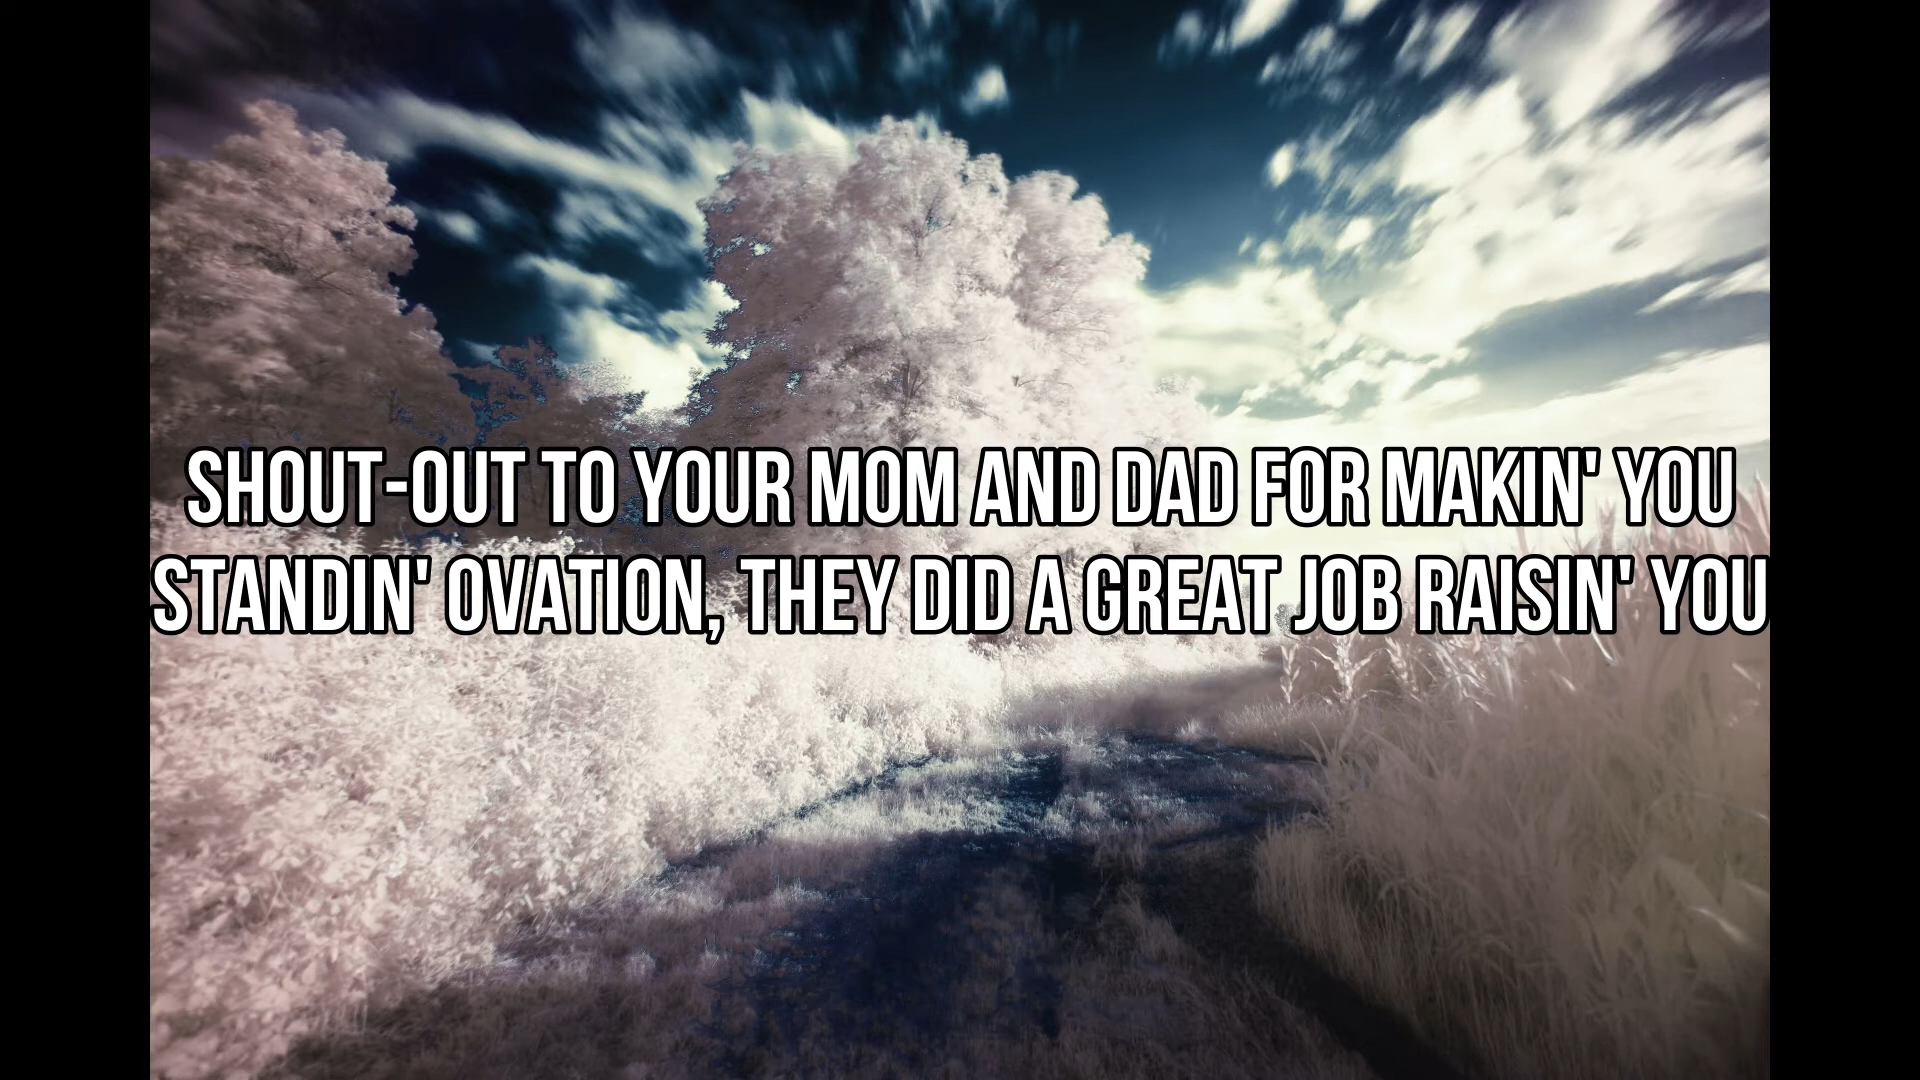 SHOUT-OUT TO YOUR MOM AND DAD FOR MAKIN' YOU
STANDIN' OVATION, THEY DID A GREAT JOB RAISIN' YOU